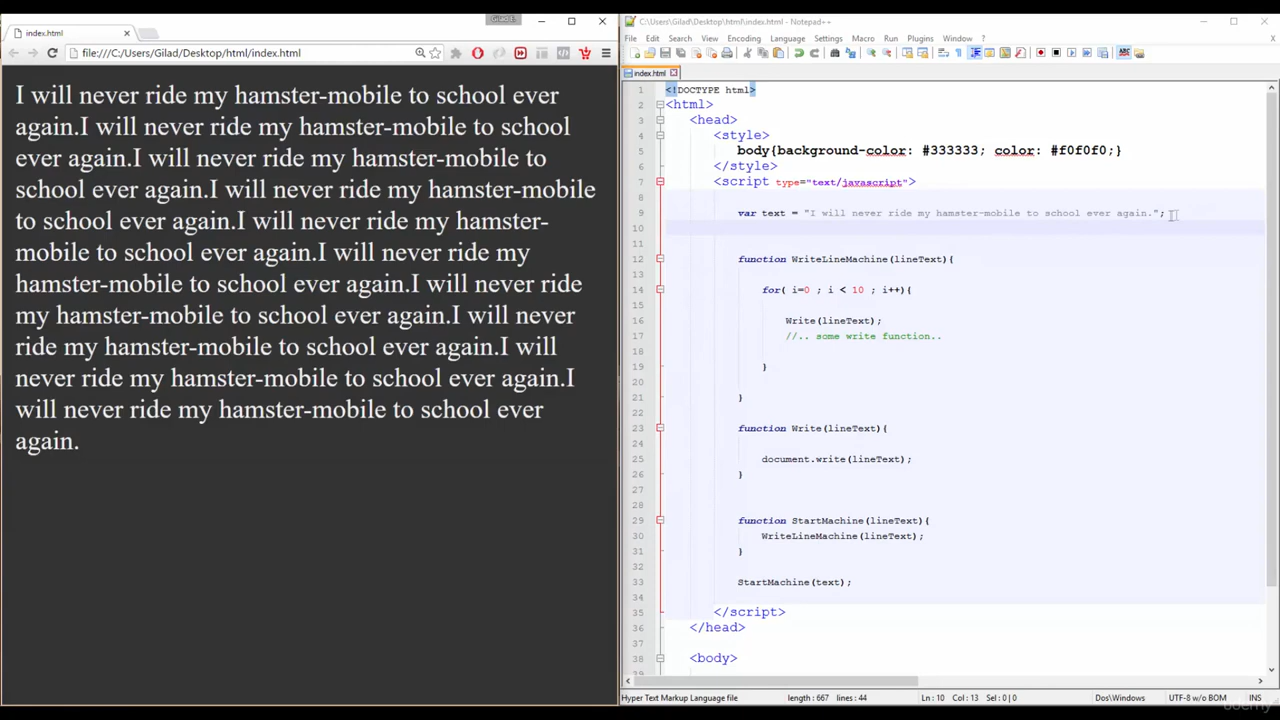 Gilad E.
index.html
file:///C:/Users/Gilad/Desktop/html/index.html
I will never ride my hamster-mobile to school ever
again.I will never ride my hamster-mobile to school
ever again.I will never ride my hamster-mobile to
school ever again.I will never ride my hamster-mobile
to school ever again.I will never ride my hamster-
mobile to school ever again.I will never ride my
hamster-mobile to school ever again.I will never ride
my hamster-mobile to school ever again.I will never
ride my hamster-mobile to school ever again.I will
never ride my hamster-mobile to school ever again.I
will never ride my hamster-mobile to school ever
again.
C:\Users\Gilad\Desktop\html\index.html - Notepad++
File Edit Search View Encoding Language Settings Macro Run Plugins Window ? X
index.html
1 <!DOCTYPE html>
2 <html>
3 <head>
4 <style>
5 body{background-color: #333333; color: #f0f0f0;}
6 </style>
7 <script type="text/javascript">
8
9 var text = "I will never ride my hamster-mobile to school ever again.";
10
11
12 function WriteLineMachine(lineText){
13
14 for( i=0 ; i < 10 ; i++){
15
16 Write(lineText);
17 //.. some write function..
18
19 }
20
21 }
22
23 function Write(lineText){
24
25 document.write(lineText);
26 }
27
28
29 function StartMachine(lineText){
30 WriteLineMachine(lineText);
31 }
32
33 StartMachine(text);
34
35 </script>
36 </head>
37
38 <body>
39
Hyper Text Markup Language file length : 667 lines : 44 Ln : 10 Col : 13 Sel : 0 | 0 Dos\Windows UTF-8 w/o BOM INS
udemy